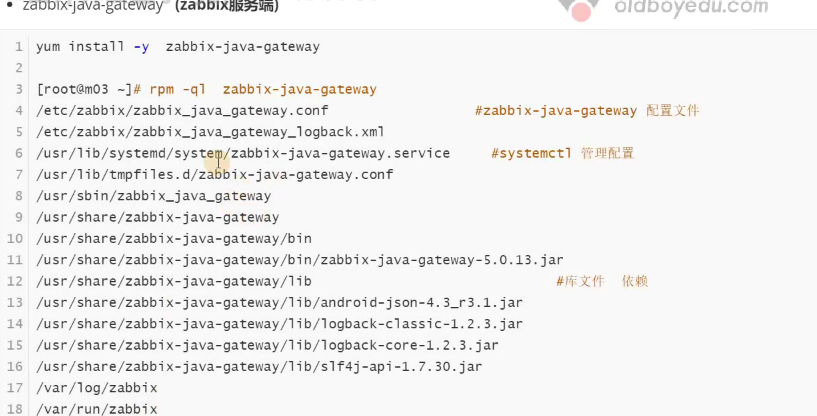 zabbix-java-gateway (zabbix服务端)
oldboyedu.com
1 yum install -y  zabbix-java-gateway
2
3 [root@m03 ~]# rpm -ql  zabbix-java-gateway
4 /etc/zabbix/zabbix_java_gateway.conf #zabbix-java-gateway 配置文件
5 /etc/zabbix/zabbix_java_gateway_logback.xml
6 /usr/lib/systemd/system/zabbix-java-gateway.service #systemctl 管理配置
7 /usr/lib/tmpfiles.d/zabbix-java-gateway.conf
8 /usr/sbin/zabbix_java_gateway
9 /usr/share/zabbix-java-gateway
10 /usr/share/zabbix-java-gateway/bin
11 /usr/share/zabbix-java-gateway/bin/zabbix-java-gateway-5.0.13.jar
12 /usr/share/zabbix-java-gateway/lib #库文件 依赖
13 /usr/share/zabbix-java-gateway/lib/android-json-4.3_r3.1.jar
14 /usr/share/zabbix-java-gateway/lib/logback-classic-1.2.3.jar
15 /usr/share/zabbix-java-gateway/lib/logback-core-1.2.3.jar
16 /usr/share/zabbix-java-gateway/lib/slf4j-api-1.7.30.jar
17 /var/log/zabbix
18 /var/run/zabbix